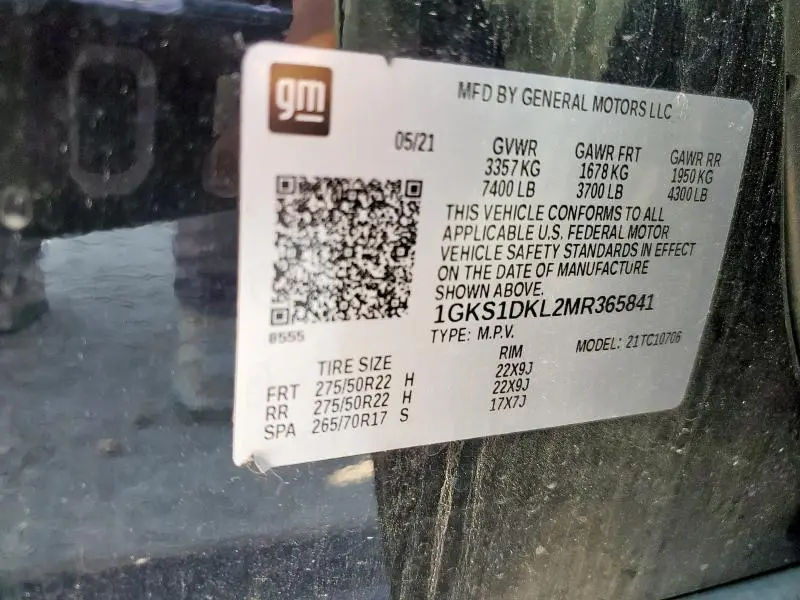 gm
MFD BY GENERAL MOTORS LLC
05/21
GVWR GAWR FRT GAWR RR
3357 KG 1678 KG 1950 KG
7400 LB 3700 LB 4300 LB
THIS VEHICLE CONFORMS TO ALL
APPLICABLE U.S. FEDERAL MOTOR
VEHICLE SAFETY STANDARDS IN EFFECT
ON THE DATE OF MANUFACTURE
SHOWN ABOVE.
1GKS1DKL2MR365841
8555
TYPE: M.P.V. MODEL: 21TC10706
TIRE SIZE RIM
FRT 275/50R22 H 22X9J
RR 275/50R22 H 22X9J
SPA 265/70R17 S 17X7J